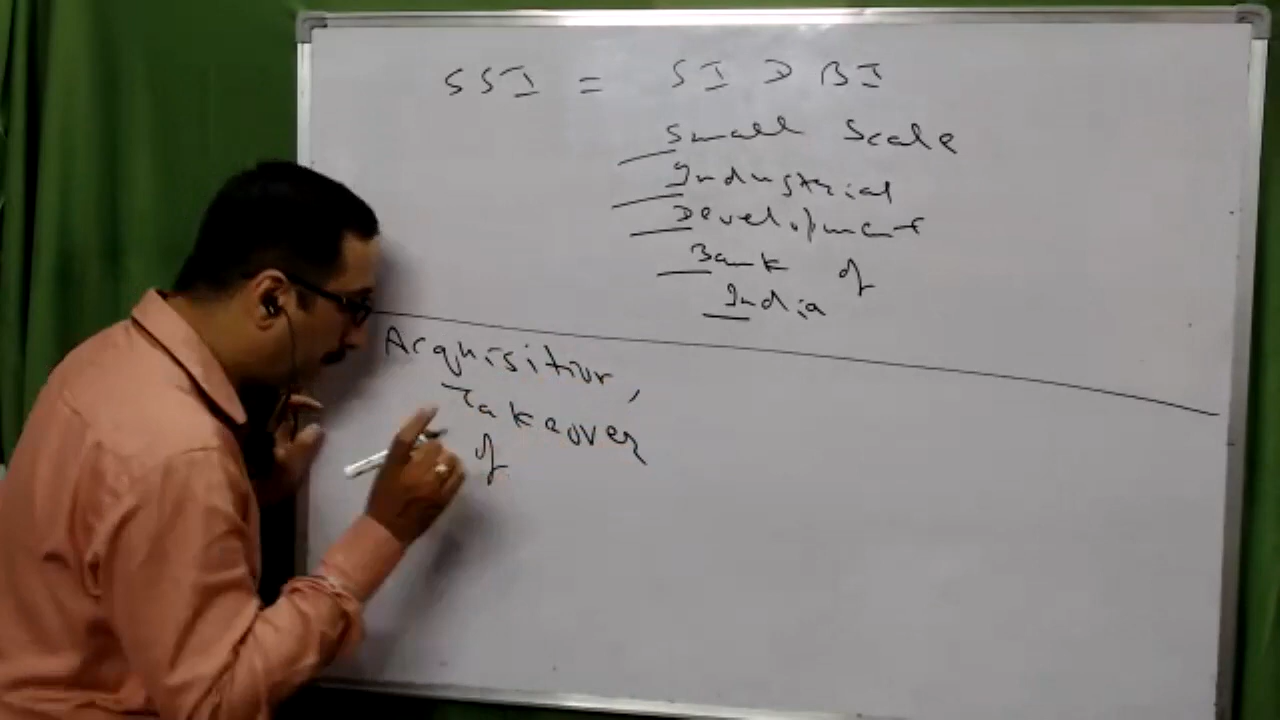 SSI = SIDBI
Small Scale
Industrial
Development
Bank of
India
Acquisition,
Takeover
of